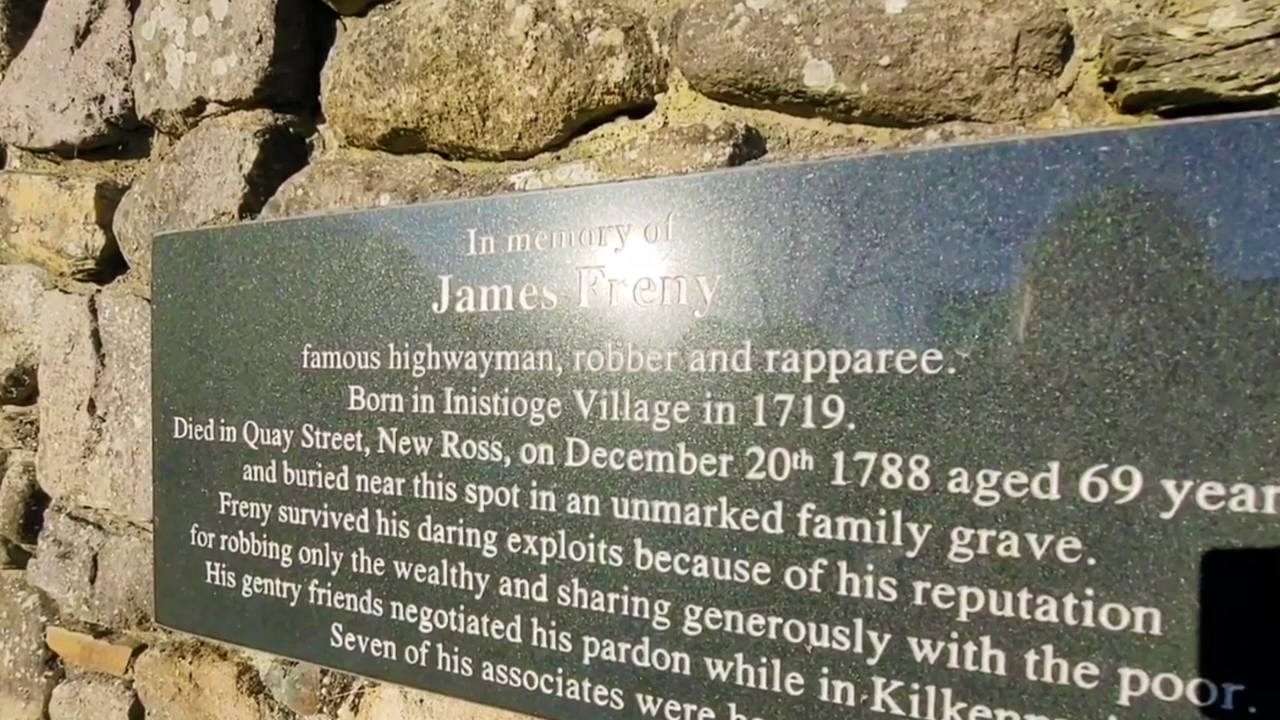 In memory of
James Freny
famous highwayman, robber and rapparee.
Born in Inistioge Village in 1719.
Died in Quay Street, New Ross, on December 20th 1788 aged 69
and buried near this spot in an unmarked family grave.
Freny survived his daring exploits because of his reputation
for robbing only the wealthy and sharing generously with the poor.
His gentry friends negotiated his pardon while in
Seven of his associates were